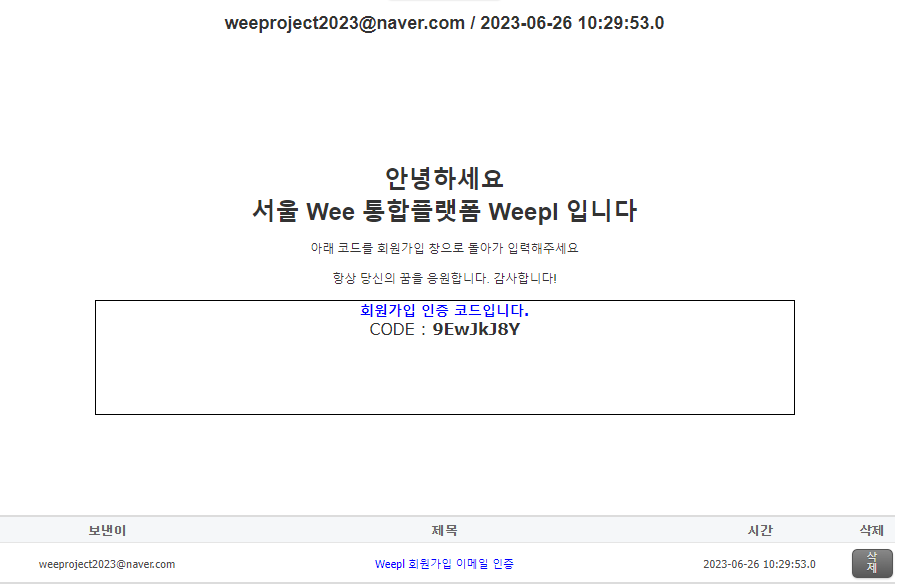 weeproject2023@naver.com / 2023-06-26 10:29:53.0
안녕하세요
서울 Wee 통합플랫폼 Weepl 입니다
아래 코드를 회원가입 창으로 돌아가 입력해주세요
항상 당신의 꿈을 응원합니다. 감사합니다!
회원가입 인증 코드입니다.
CODE : 9EwJkJ8Y
보낸이 제목 시간 삭제
weeproject2023@naver.com Weepl 회원가입 이메일 인증 2023-06-26 10:29:53.0 삭
제